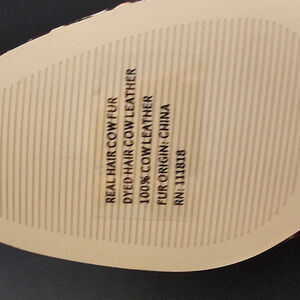 REAL HAIR COW FUR
DYED HAIR COW LEATHER
100% COW LEATHER
FUR ORIGIN: CHINA
RN: 111818